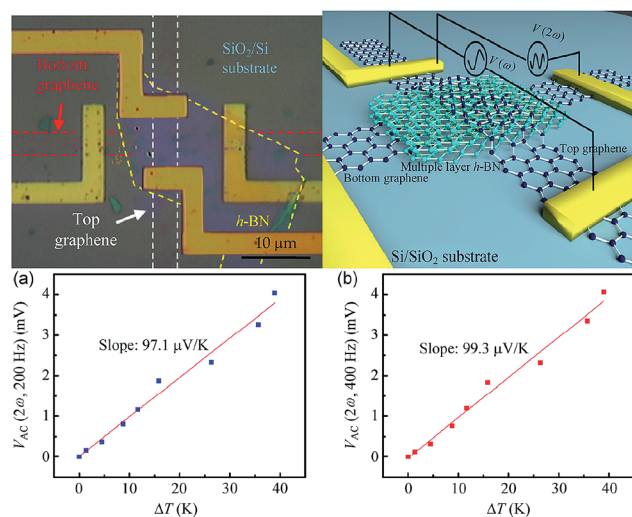 Bottom
graphene
SiO₂/Si
substrate
Top
graphene
h-BN
10 μm
V(2ω)
V(ω)
Top graphene
Multiple layer h-BN
Bottom graphene
Si/SiO₂ substrate
(a)
4
3
2
1
0
V_AC (2ω, 200 Hz) (mV)
Slope: 97.1 μV/K
0 10 20 30 40
ΔT (K)
(b)
4
3
2
1
0
V_AC (2ω, 400 Hz) (mV)
Slope: 99.3 μV/K
0 10 20 30 40
ΔT (K)